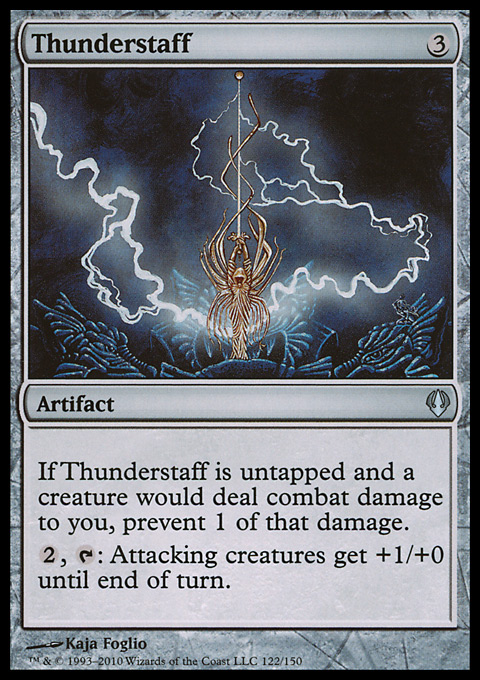 Thunderstaff 3
Artifact
If Thunderstaff is untapped and a
creature would deal combat damage
to you, prevent 1 of that damage.
2, : Attacking creatures get +1/+0
until end of turn.
Kaja Foglio
™ & © 1993–2010 Wizards of the Coast LLC 122/150